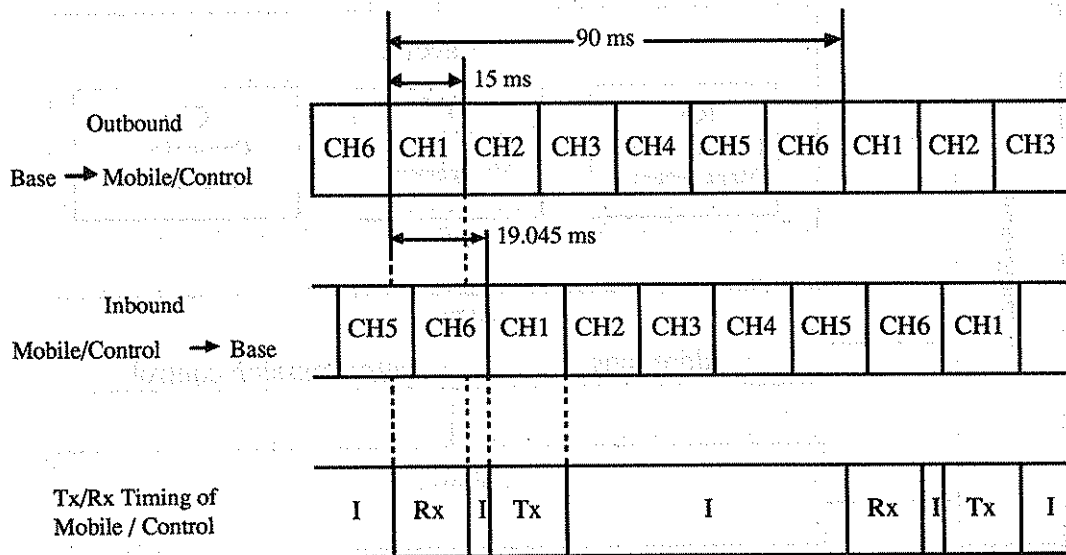 90 ms
15 ms
Outbound
Base → Mobile/Control
CH6 CH1 CH2 CH3 CH4 CH5 CH6 CH1 CH2 CH3
19.045 ms
Inbound
Mobile/Control → Base
CH5 CH6 CH1 CH2 CH3 CH4 CH5 CH6 CH1
Tx/Rx Timing of
Mobile / Control
I Rx I Tx I Rx I Tx I